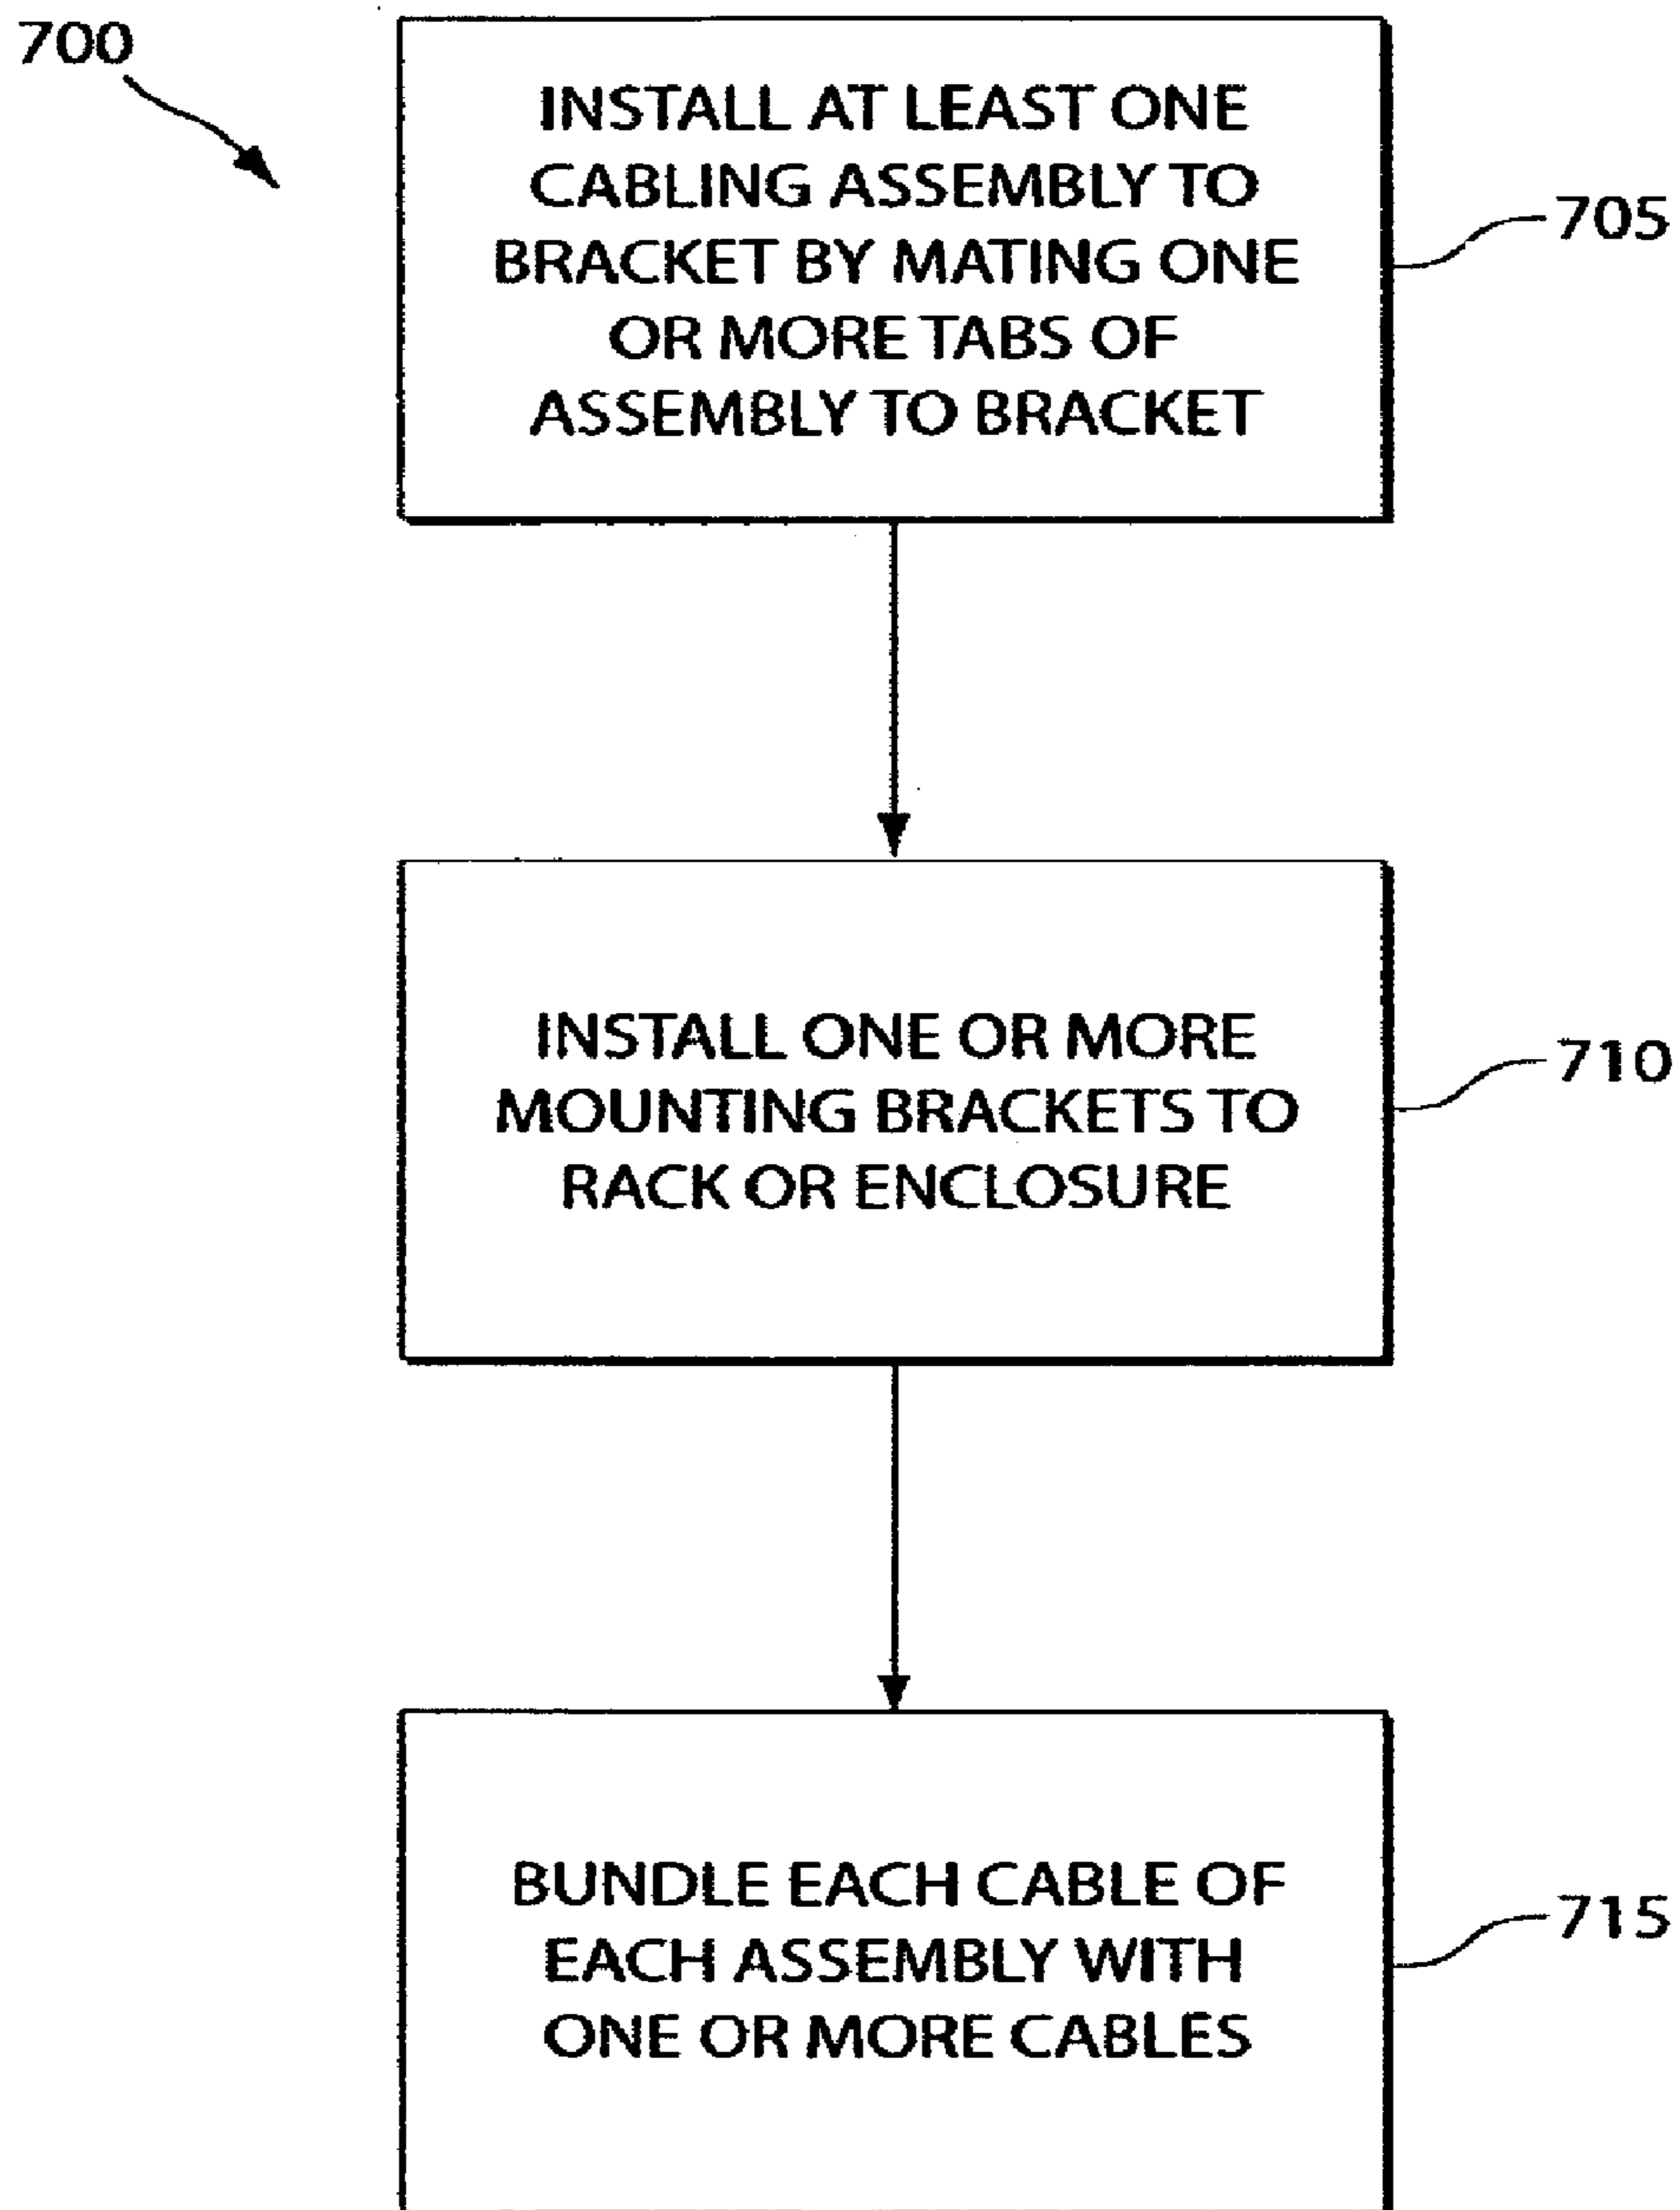 700
INSTALL AT LEAST ONE
CABLING ASSEMBLY TO
BRACKET BY MATING ONE
OR MORE TABS OF
ASSEMBLY TO BRACKET
705
INSTALL ONE OR MORE
MOUNTING BRACKETS TO
RACK OR ENCLOSURE
710
BUNDLE EACH CABLE OF
EACH ASSEMBLY WITH
ONE OR MORE CABLES
715